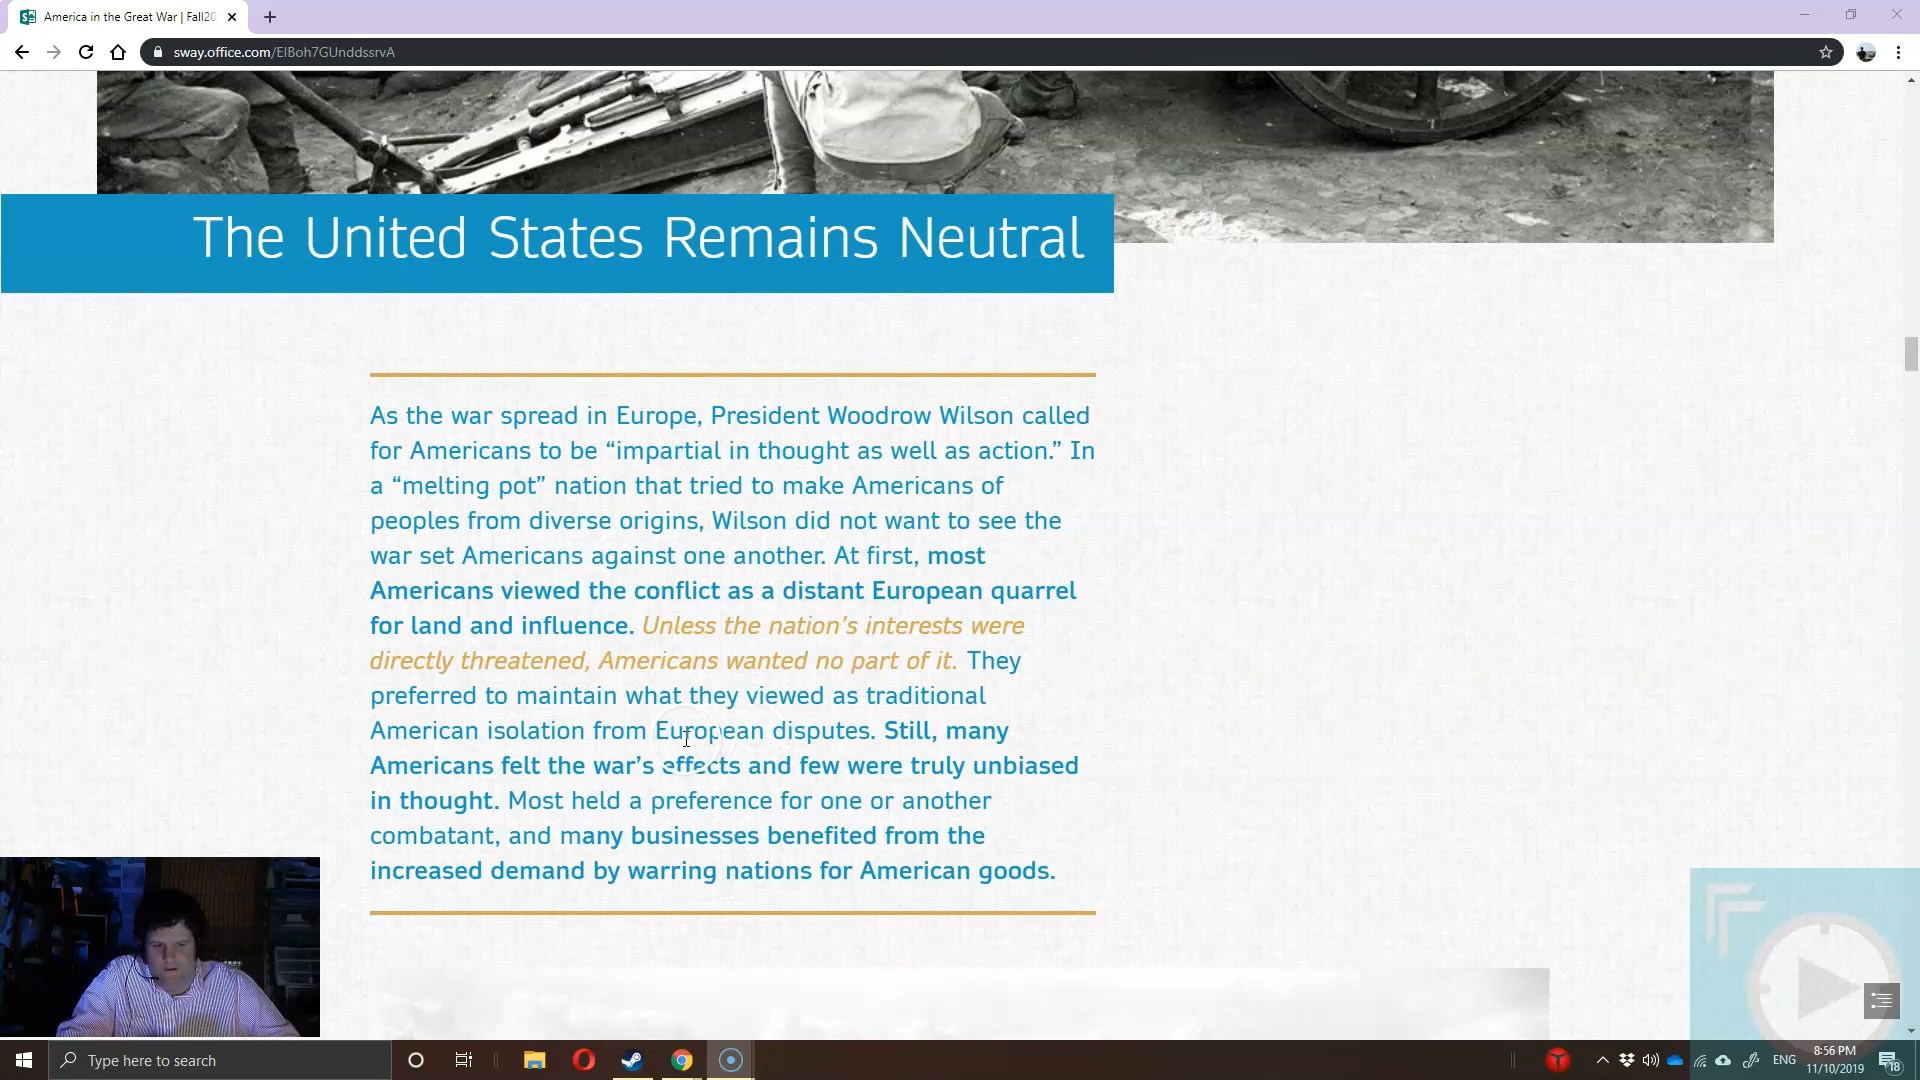 America in the Great War | Fall20
sway.office.com/EIBoh7GUnddssrvA
The United States Remains Neutral
As the war spread in Europe, President Woodrow Wilson called
for Americans to be “impartial in thought as well as action.” In
a “melting pot” nation that tried to make Americans of
peoples from diverse origins, Wilson did not want to see the
war set Americans against one another. At first, most
Americans viewed the conflict as a distant European quarrel
for land and influence. Unless the nation’s interests were
directly threatened, Americans wanted no part of it. They
preferred to maintain what they viewed as traditional
American isolation from European disputes. Still, many
Americans felt the war’s effects and few were truly unbiased
in thought. Most held a preference for one or another
combatant, and many businesses benefited from the
increased demand by warring nations for American goods.
Type here to search
ENG
8:56 PM
11/10/2019
18